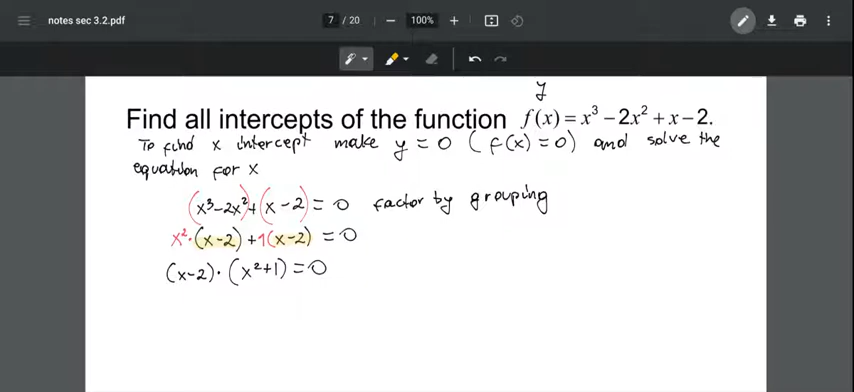 notes sec 3.2.pdf
7 / 20
100%
y
Find all intercepts of the function f(x) = x³ − 2x² + x − 2.
To find x intercept make y = 0 ( f(x) = 0 ) and solve the
equation for x
(x³ − 2x²) + (x − 2) = 0 factor by grouping
x² · (x − 2) + 1(x − 2) = 0
(x − 2) · (x² + 1) = 0